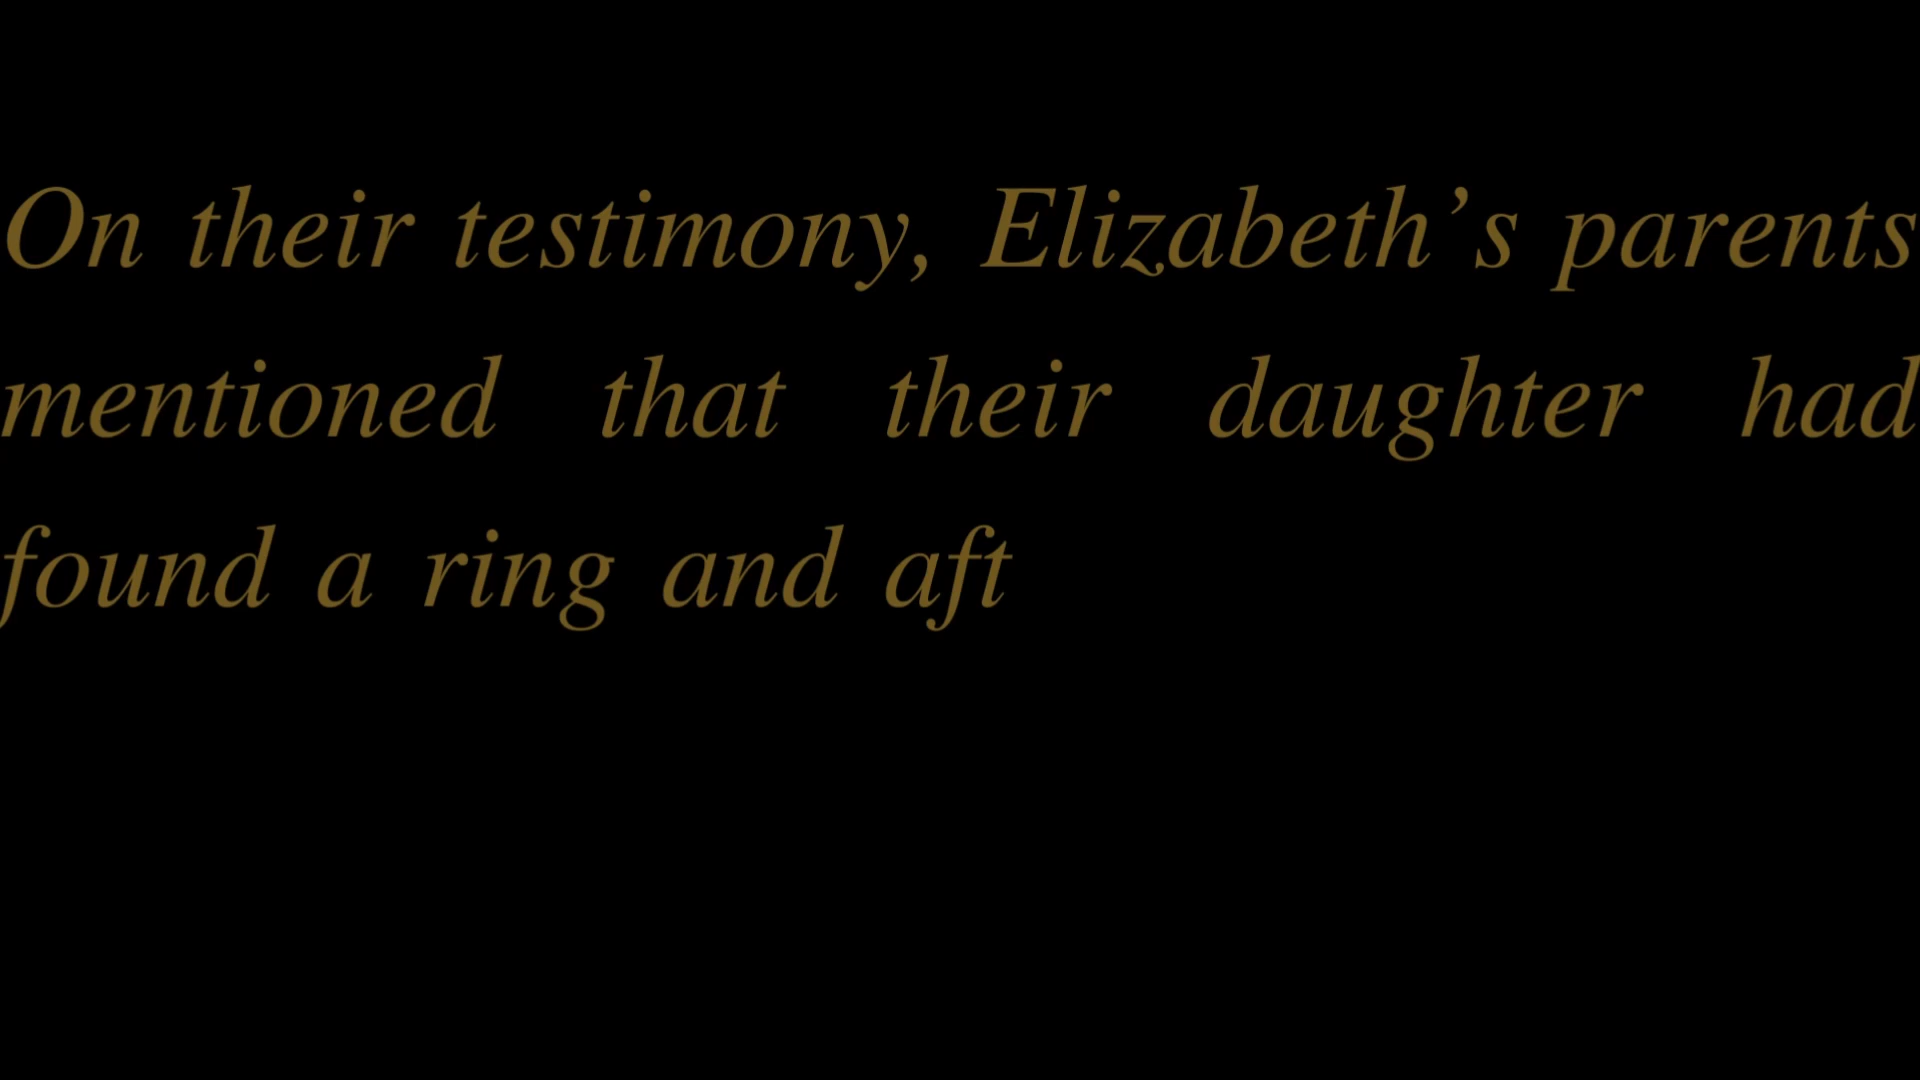 On their testimony, Elizabeth’s parents
mentioned that their daughter had
found a ring and aft